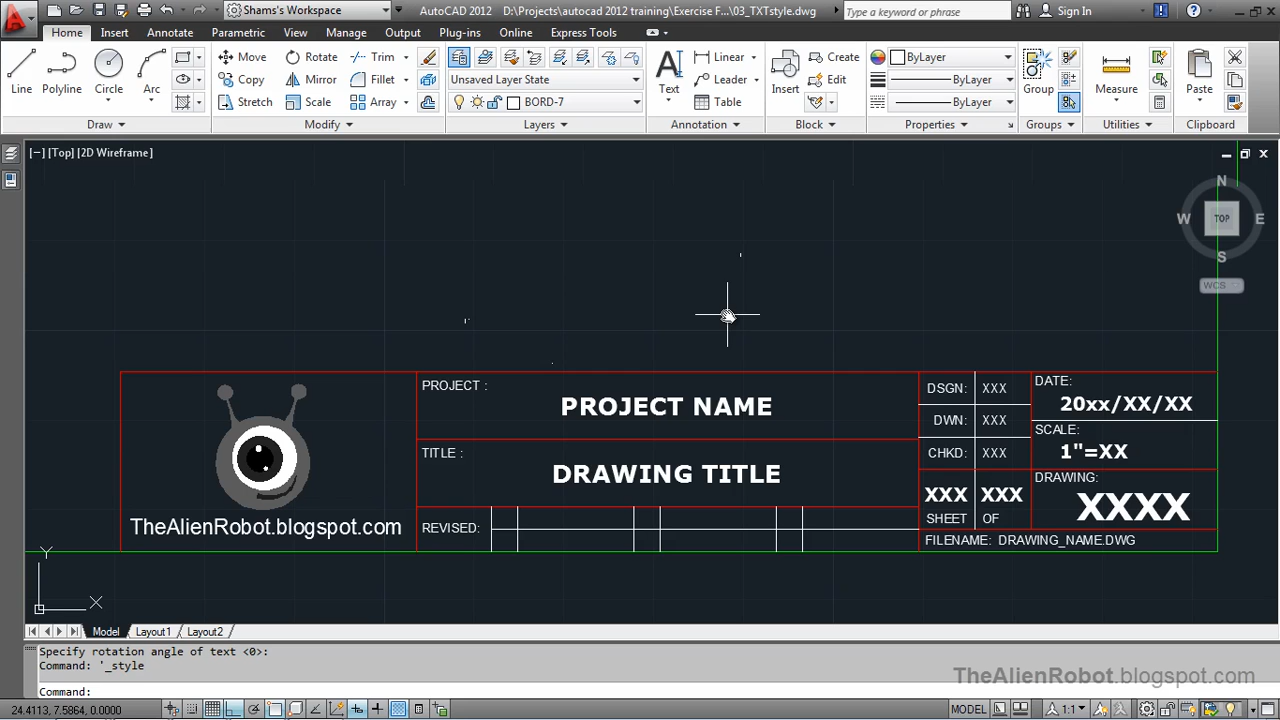 Sham's Workspace
AutoCAD 2012 D:\Projects\autocad 2012 training\Exercise F...\03_TXTstyle.dwg
Type a keyword or phrase
Sign In
Home Insert Annotate Parametric View Manage Output Plug-ins Online Express Tools
Line Polyline Circle Arc
Move Rotate Trim
Copy Mirror Fillet
Stretch Scale Array
Unsaved Layer State
BORD-7
Text
Linear
Leader
Table
Insert
Create
Edit
ByLayer
ByLayer
ByLayer
Group
Measure
Paste
Draw Modify Layers Annotation Block Properties Groups Utilities Clipboard
[−] [Top] [2D Wireframe]
N
W TOP E
S
WCS
PROJECT :
PROJECT NAME
TITLE :
DRAWING TITLE
REVISED:
TheAlienRobot.blogspot.com
DSGN: XXX
DWN: XXX
CHKD: XXX
XXX XXX
SHEET OF
DATE:
20xx/XX/XX
SCALE:
1"=XX
DRAWING:
XXXX
FILENAME: DRAWING_NAME.DWG
Y
X
Model Layout1 Layout2
Specify rotation angle of text <0>:
Command: '_style
Command:
TheAlienRobot.blogspot.com
24.4113, 7.5864, 0.0000
MODEL
1:1